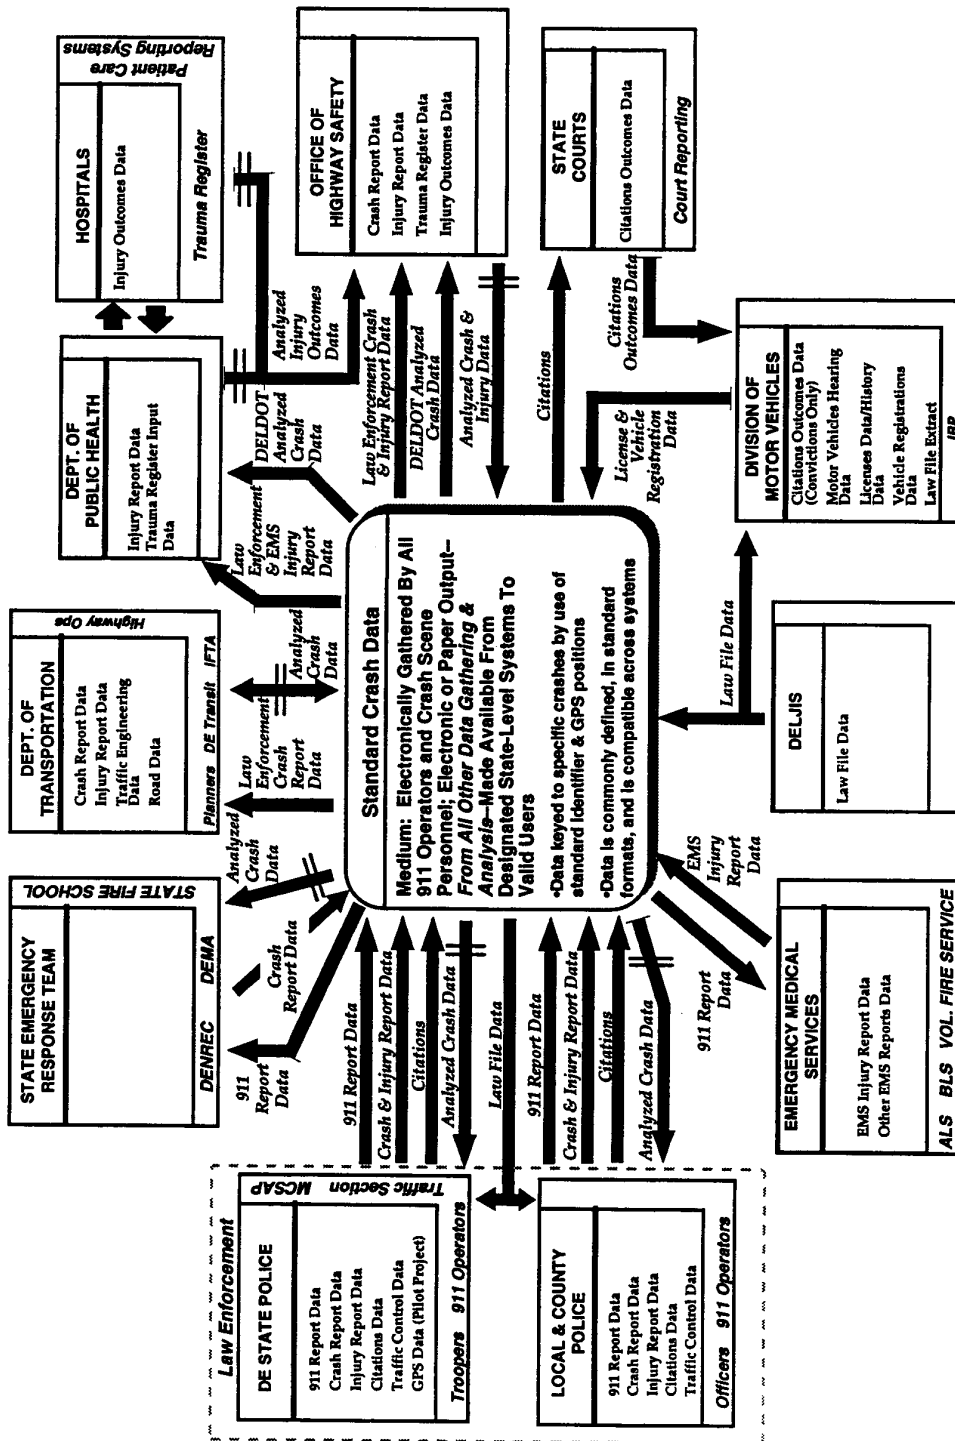 STATE EMERGENCY
RESPONSE TEAM
STATE FIRE SCHOOL
DENREC DEMA
DEPT. OF
TRANSPORTATION
Highway Ops
Crash Report Data
Injury Report Data
Traffic Engineering
Data
Road Data
Planners DE Transit IFTA
DEPT. OF
PUBLIC HEALTH
Injury Report Data
Trauma Register Input
Data
HOSPITALS
Injury Outcomes Data
Patient Care
Reporting Systems
Trauma Register
911
Report
Data
Crash
Report Data
Analyzed
Crash
Data
Law
Enforcement
Crash
Report
Data
Analyzed
Crash
Data
Law
Enforcement
& EMS
Injury
Report
Data
DELDOT
Analyzed
Crash
Data
Analyzed
Injury
Outcomes
Data
Law Enforcement
DE STATE POLICE
Traffic Section MCSAP
911 Report Data
Crash Report Data
Injury Report Data
Citations Data
Traffic Control Data
GPS Data (Pilot Project)
Troopers 911 Operators
911 Report Data
Crash & Injury Report Data
Citations
Analyzed Crash Data
Law File Data
Standard Crash Data
Medium: Electronically Gathered By All
911 Operators and Crash Scene
Personnel; Electronic or Paper Output--
From All Other Data Gathering &
Analysis--Made Available From
Designated State-Level Systems To
Valid Users
•Data keyed to specific crashes by use of
standard identifier & GPS positions
•Data is commonly defined, in standard
formats, and is compatible across systems
Law Enforcement Crash
& Injury Report Data
DELDOT Analyzed
Crash Data
Analyzed Crash &
Injury Data
OFFICE OF
HIGHWAY SAFETY
Crash Report Data
Injury Report Data
Trauma Register Data
Injury Outcomes Data
LOCAL & COUNTY
POLICE
911 Report Data
Crash Report Data
Injury Report Data
Citations Data
Traffic Control Data
Officers 911 Operators
911 Report Data
Crash & Injury Report Data
Citations
Analyzed Crash Data
Citations
STATE
COURTS
Citations Outcomes Data
Court Reporting
911 Report
Data
EMS
Injury
Report
Data
Law File Data
License &
Vehicle
Registration
Data
Citations
Outcomes Data
EMERGENCY MEDICAL
SERVICES
EMS Injury Report Data
Other EMS Reports Data
ALS BLS VOL. FIRE SERVICE
DELJIS
Law File Data
DIVISION OF
MOTOR VEHICLES
Citations Outcomes Data
(Convictions Only)
Motor Vehicles Hearing
Data
Licenses Data/History
Data
Vehicle Registrations
Data
Law File Extract
IRP